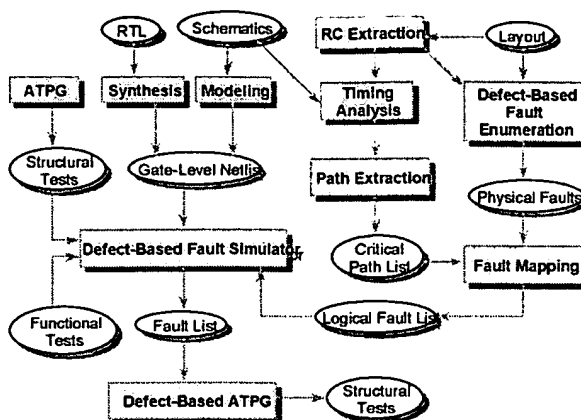 RTL
Schematics
RC Extraction
Layout
ATPG
Synthesis
Modeling
Timing
Analysis
Defect-Based
Fault
Enumeration
Structural
Tests
Gate-Level Netlis
Path Extraction
Physical Faults
Defect-Based Fault Simulator
Critical
Path List
Fault Mapping
Functional
Tests
Fault List
Logical Fault List
Defect-Based ATPG
Structural
Tests